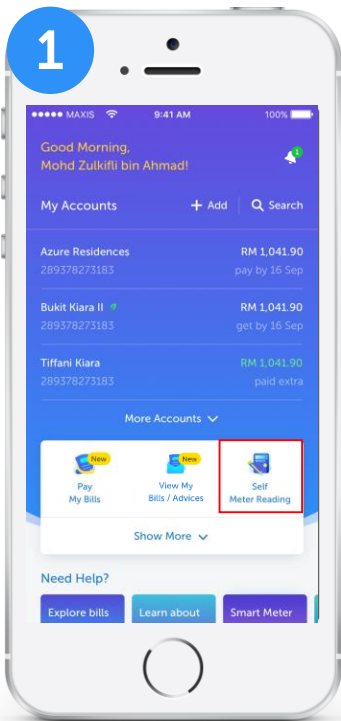 1
MAXIS 9:41 AM 100%
Good Morning,
Mohd Zulkifli bin Ahmad!
1
My Accounts + Add Search
Azure Residences RM 1,041.90
289378273183 pay by 16 Sep
Bukit Kiara II RM 1,041.90
289378273183 get by 16 Sep
Tiffani Kiara RM 1,041.90
289378273183 paid extra
More Accounts
New New
Pay View My Self
My Bills Bills / Advices Meter Reading
Show More
Need Help?
Explore bills Learn about Smart Meter